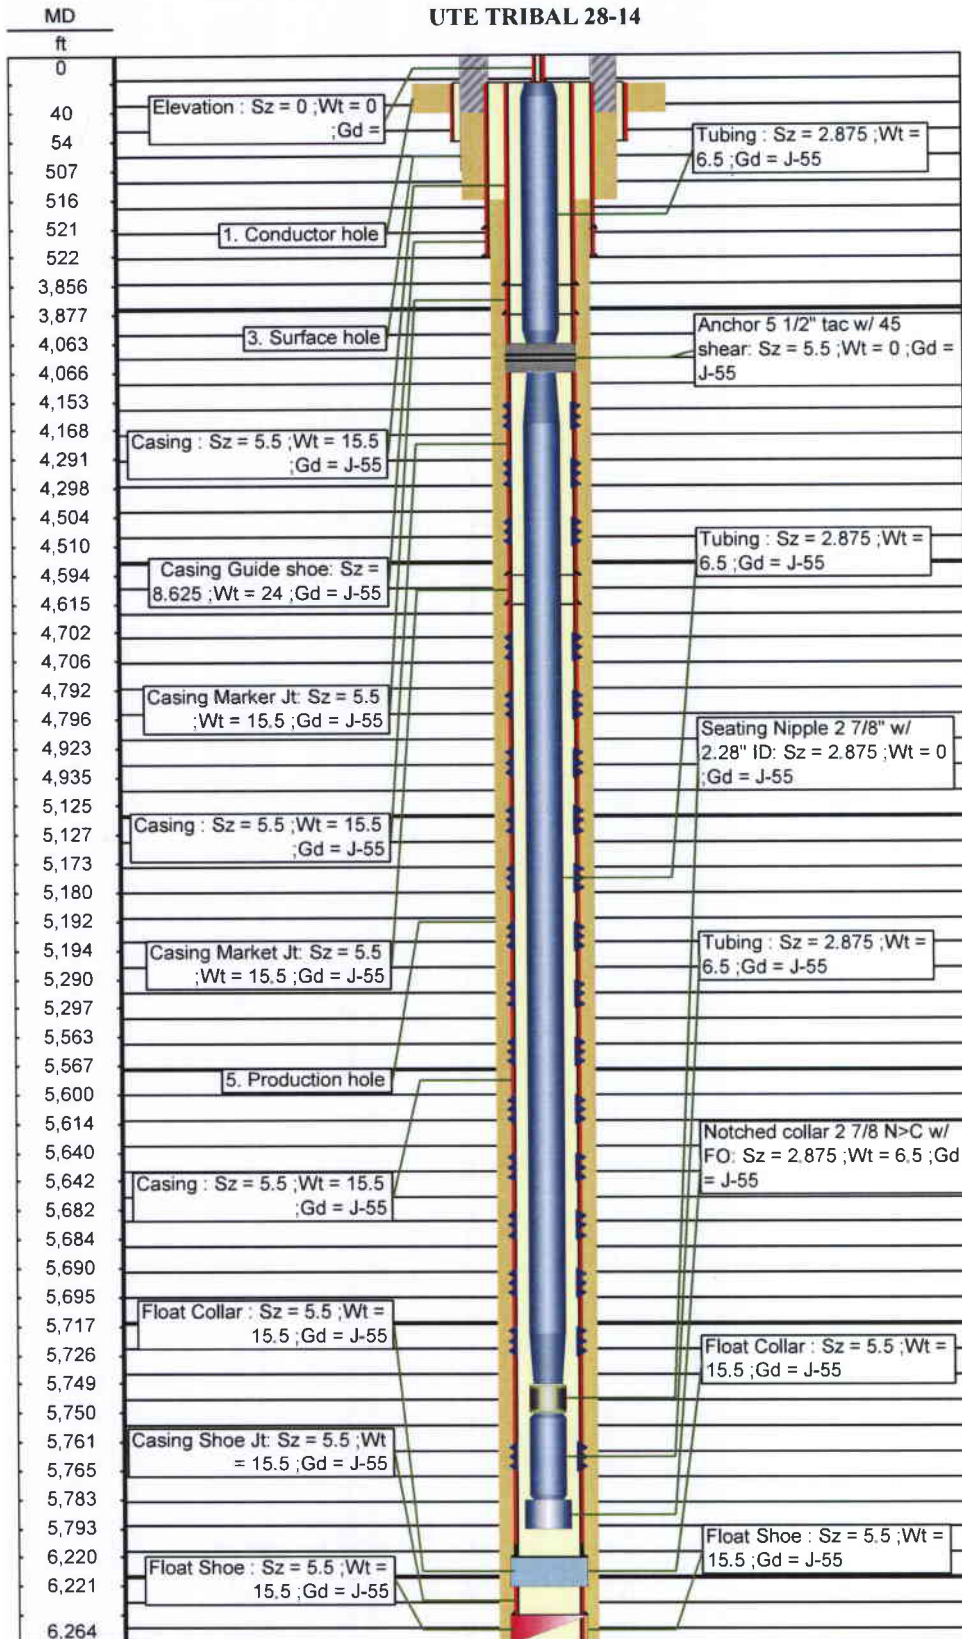 UTE TRIBAL 28-14
MD
ft
0
40
54
507
516
521
522
3,856
3,877
4,063
4,066
4,153
4,168
4,291
4,298
4,504
4,510
4,594
4,615
4,702
4,706
4,792
4,796
4,923
4,935
5,125
5,127
5,173
5,180
5,192
5,194
5,290
5,297
5,563
5,567
5,600
5,614
5,640
5,642
5,682
5,684
5,690
5,695
5,717
5,726
5,749
5,750
5,761
5,765
5,783
5,793
6,220
6,221
6.264
Elevation : Sz = 0 ;Wt = 0
;Gd =
1. Conductor hole
3. Surface hole
Casing : Sz = 5.5 ;Wt = 15.5
;Gd = J-55
Casing Guide shoe: Sz =
8.625 ;Wt = 24 ;Gd = J-55
Casing Marker Jt: Sz = 5.5
;Wt = 15.5 ;Gd = J-55
Casing : Sz = 5.5 ;Wt = 15.5
;Gd = J-55
Casing Market Jt: Sz = 5.5
;Wt = 15.5 ;Gd = J-55
5. Production hole
Casing : Sz = 5.5 ;Wt = 15.5
;Gd = J-55
Float Collar : Sz = 5.5 ;Wt =
15.5 ;Gd = J-55
Casing Shoe Jt: Sz = 5.5 ;Wt
= 15.5 ;Gd = J-55
Float Shoe : Sz = 5.5 ;Wt =
15.5 ;Gd = J-55
Tubing : Sz = 2.875 ;Wt =
6.5 ;Gd = J-55
Anchor 5 1/2" tac w/ 45
shear: Sz = 5.5 ;Wt = 0 ;Gd =
J-55
Tubing : Sz = 2.875 ;Wt =
6.5 ;Gd = J-55
Seating Nipple 2 7/8" w/
2.28" ID: Sz = 2.875 ;Wt = 0
;Gd = J-55
Tubing : Sz = 2.875 ;Wt =
6.5 ;Gd = J-55
Notched collar 2 7/8 N>C w/
FO: Sz = 2.875 ;Wt = 6.5 ;Gd
= J-55
Float Collar : Sz = 5.5 ;Wt =
15.5 ;Gd = J-55
Float Shoe : Sz = 5.5 ;Wt =
15.5 ;Gd = J-55